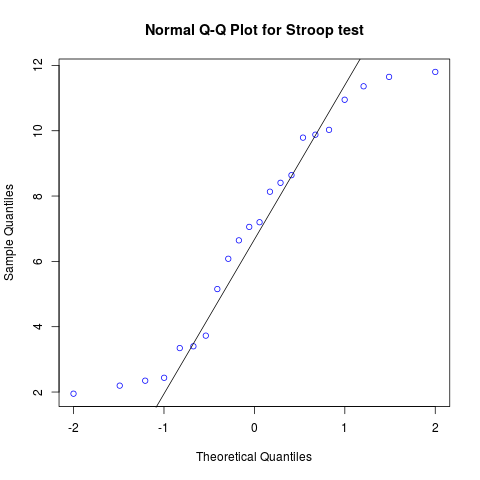 Normal Q-Q Plot for Stroop test
12
10
8
6
4
2
Sample Quantiles
-2 -1 0 1 2
Theoretical Quantiles